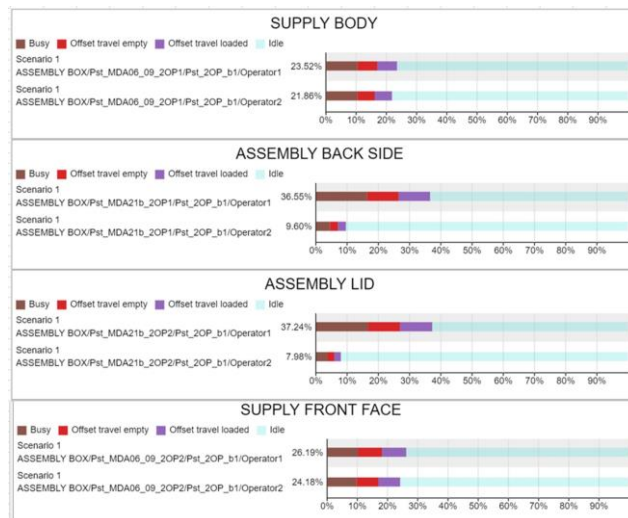 SUPPLY BODY
Busy Offset travel empty Offset travel loaded Idle
Scenario 1
ASSEMBLY BOX/Pst_MDA06_09_2OP1/Pst_2OP_b1/Operator1
23.52%
Scenario 1
ASSEMBLY BOX/Pst_MDA06_09_2OP1/Pst_2OP_b1/Operator2
21.86%
0% 10% 20% 30% 40% 50% 60% 70% 80% 90%
ASSEMBLY BACK SIDE
Busy Offset travel empty Offset travel loaded Idle
Scenario 1
ASSEMBLY BOX/Pst_MDA21b_2OP1/Pst_2OP_b1/Operator1
36.55%
Scenario 1
ASSEMBLY BOX/Pst_MDA21b_2OP1/Pst_2OP_b1/Operator2
9.60%
0% 10% 20% 30% 40% 50% 60% 70% 80% 90%
ASSEMBLY LID
Busy Offset travel empty Offset travel loaded Idle
Scenario 1
ASSEMBLY BOX/Pst_MDA21b_2OP2/Pst_2OP_b1/Operator1
37.24%
Scenario 1
ASSEMBLY BOX/Pst_MDA21b_2OP2/Pst_2OP_b1/Operator2
7.98%
0% 10% 20% 30% 40% 50% 60% 70% 80% 90%
SUPPLY FRONT FACE
Busy Offset travel empty Offset travel loaded Idle
Scenario 1
ASSEMBLY BOX/Pst_MDA06_09_2OP2/Pst_2OP_b1/Operator1
26.19%
Scenario 1
ASSEMBLY BOX/Pst_MDA06_09_2OP2/Pst_2OP_b1/Operator2
24.18%
0% 10% 20% 30% 40% 50% 60% 70% 80% 90%